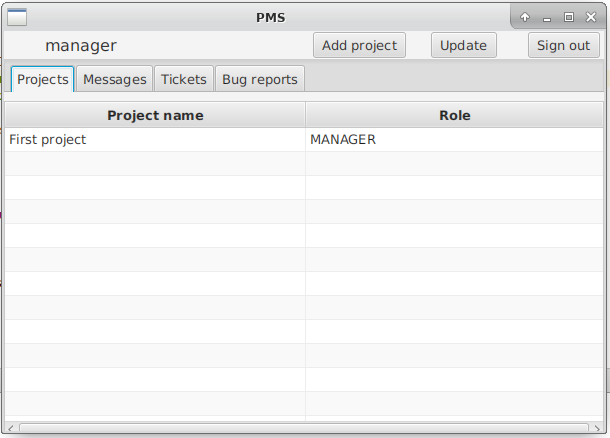 PMS
manager Add project Update Sign out
Projects Messages Tickets Bug reports
Project name Role
First project MANAGER